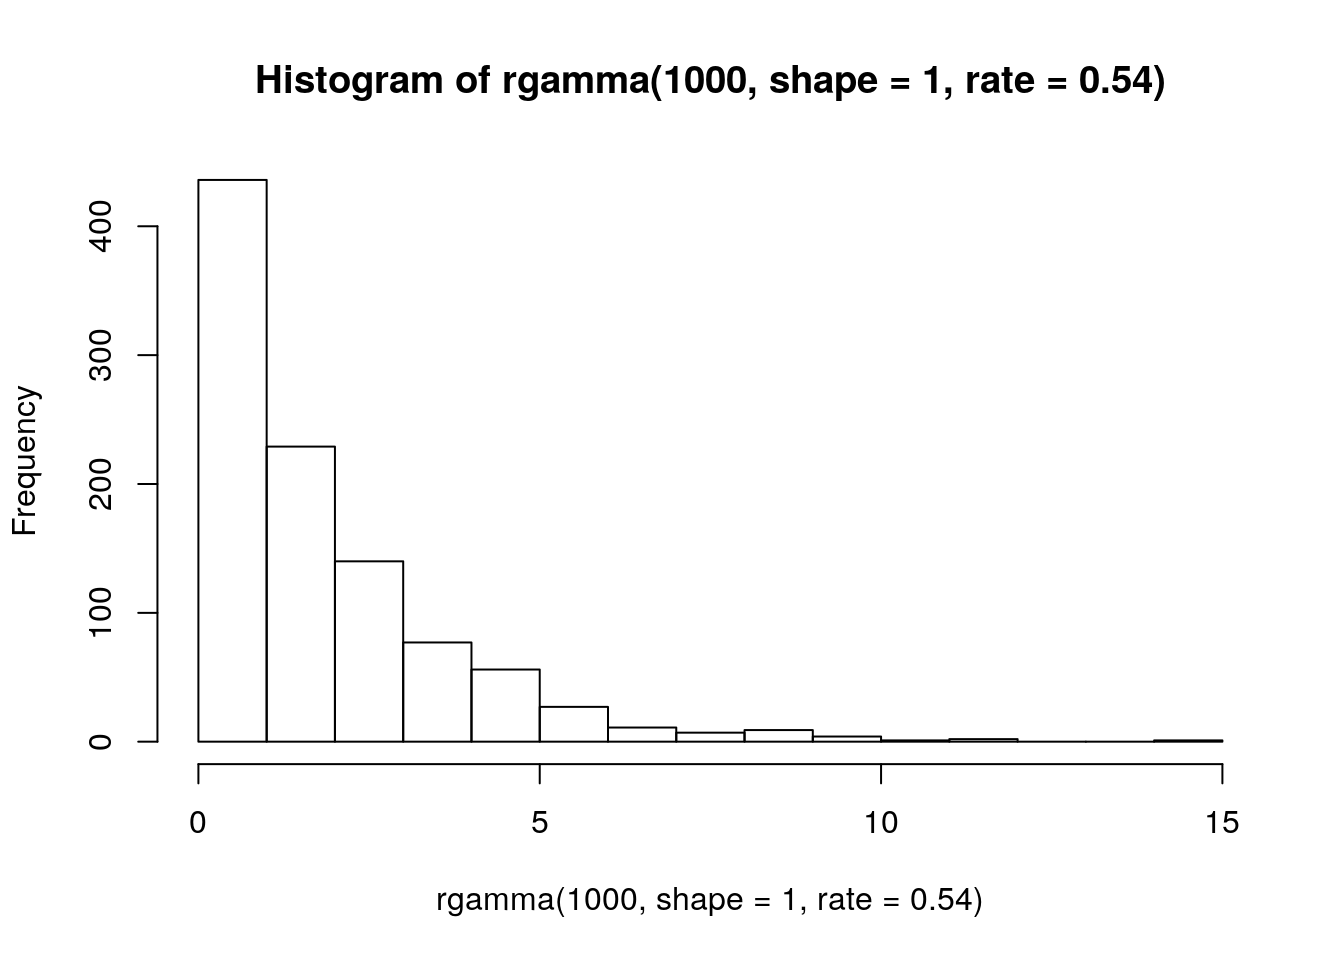 Histogram of rgamma(1000, shape = 1, rate = 0.54)
Frequency
400
300
200
100
0
0 5 10 15
rgamma(1000, shape = 1, rate = 0.54)